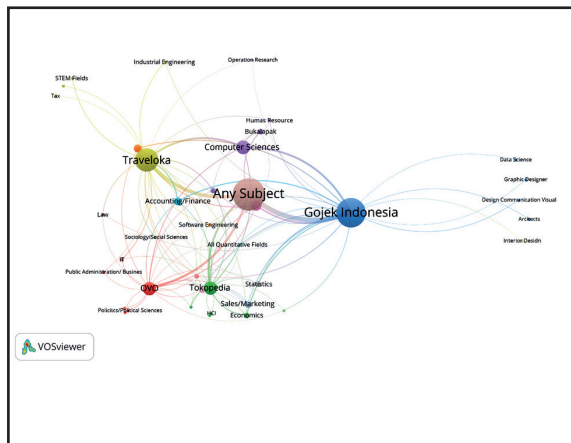 Industrial Engineering
Operation Research
STEM Fields
Tax
Humas Resource
Bukalapak
Computer Sciences
Traveloka
Data Science
Graphic Designer
Any Subject
Accounting/Finance
Design Communication Visual
Gojek Indonesia
Law
Arcitects
Software Engineering
Sociology/Social Sciences
Interior Desidn
All Quantitative Fields
IT
Public Administration/ Busines
OVO
Tokopedia
Statistics
Sales/Marketing
Politictcs/Political Sciences
HCI
Economics
VOSviewer